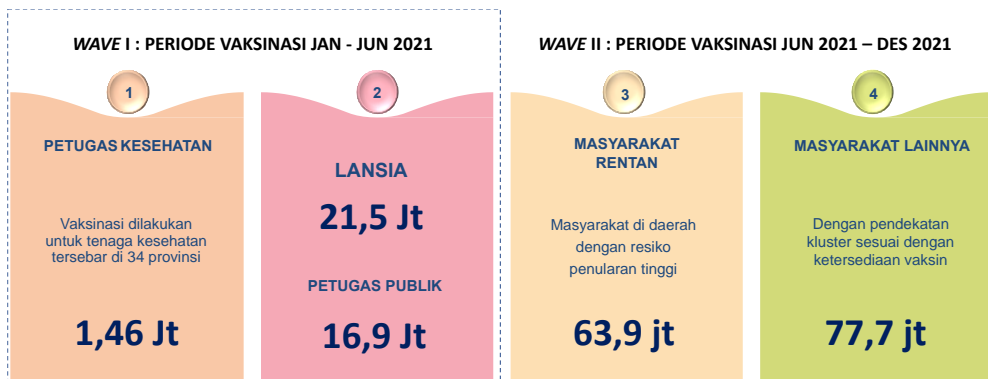 WAVE I : PERIODE VAKSINASI JAN - JUN 2021
WAVE II : PERIODE VAKSINASI JUN 2021 – DES 2021
1
PETUGAS KESEHATAN
Vaksinasi dilakukan
untuk tenaga kesehatan
tersebar di 34 provinsi
1,46 Jt
2
LANSIA
21,5 Jt
PETUGAS PUBLIK
16,9 Jt
3
MASYARAKAT
RENTAN
Masyarakat di daerah
dengan resiko
penularan tinggi
63,9 jt
4
MASYARAKAT LAINNYA
Dengan pendekatan
kluster sesuai dengan
ketersediaan vaksin
77,7 jt